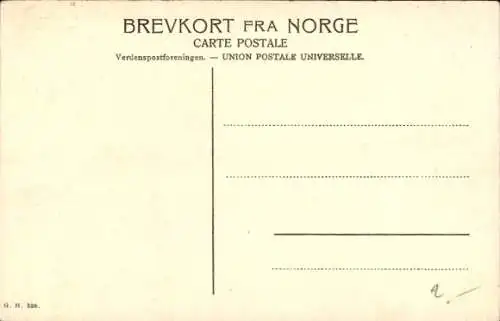 BREVKORT FRA NORGE
CARTE POSTALE
Verdenspostforeningen. — UNION POSTALE UNIVERSELLE.
G. H.
2.-